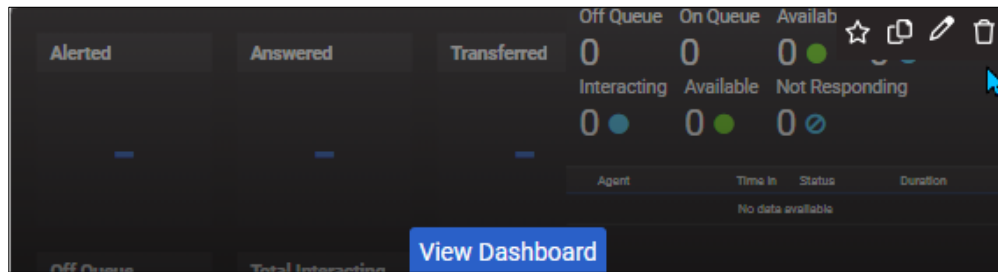 Off Queue On Queue Availab
Alerted Answered Transferred
0 0 0
Interacting Available Not Responding
0 0 0
Agent Time In Status Duration
No data available
View Dashboard
Off Queue Total Interacting